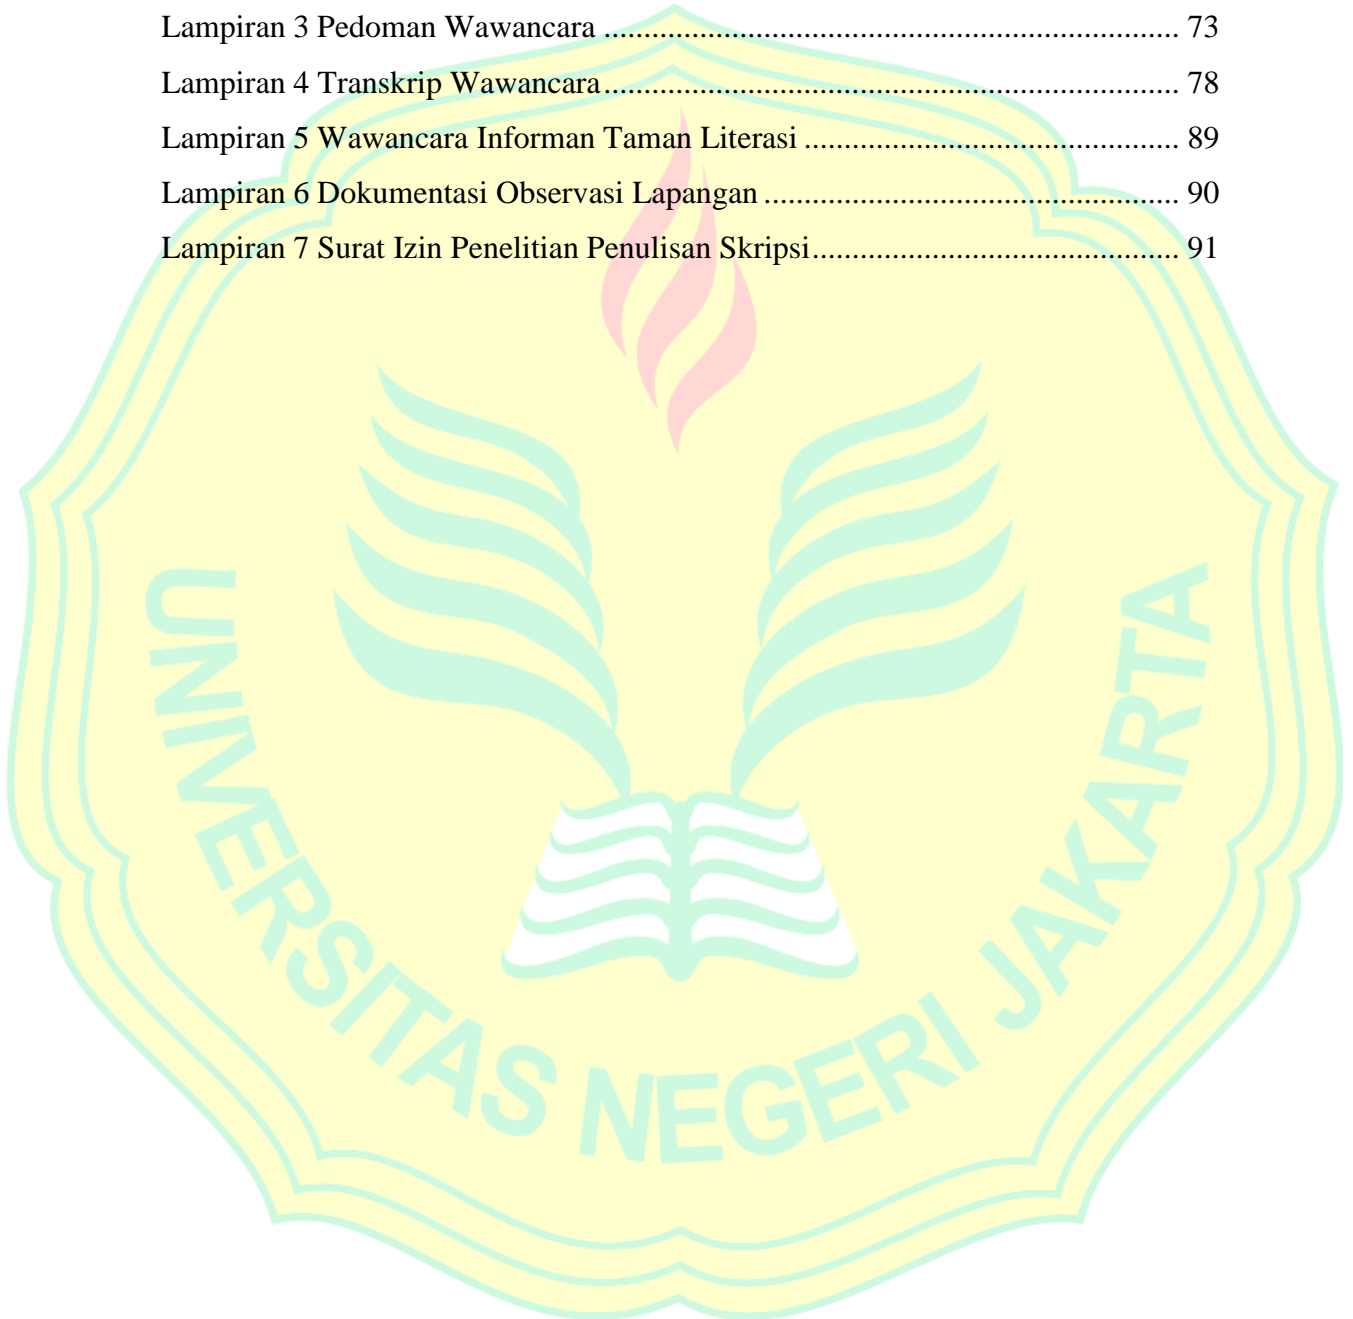 Lampiran 3 Pedoman Wawancara ........................................................................ 73
Lampiran 4 Transkrip Wawancara........................................................................ 78
Lampiran 5 Wawancara Informan Taman Literasi ............................................... 89
Lampiran 6 Dokumentasi Observasi Lapangan .................................................... 90
Lampiran 7 Surat Izin Penelitian Penulisan Skripsi.............................................. 91
UNIVERSITAS NEGERI JAKARTA